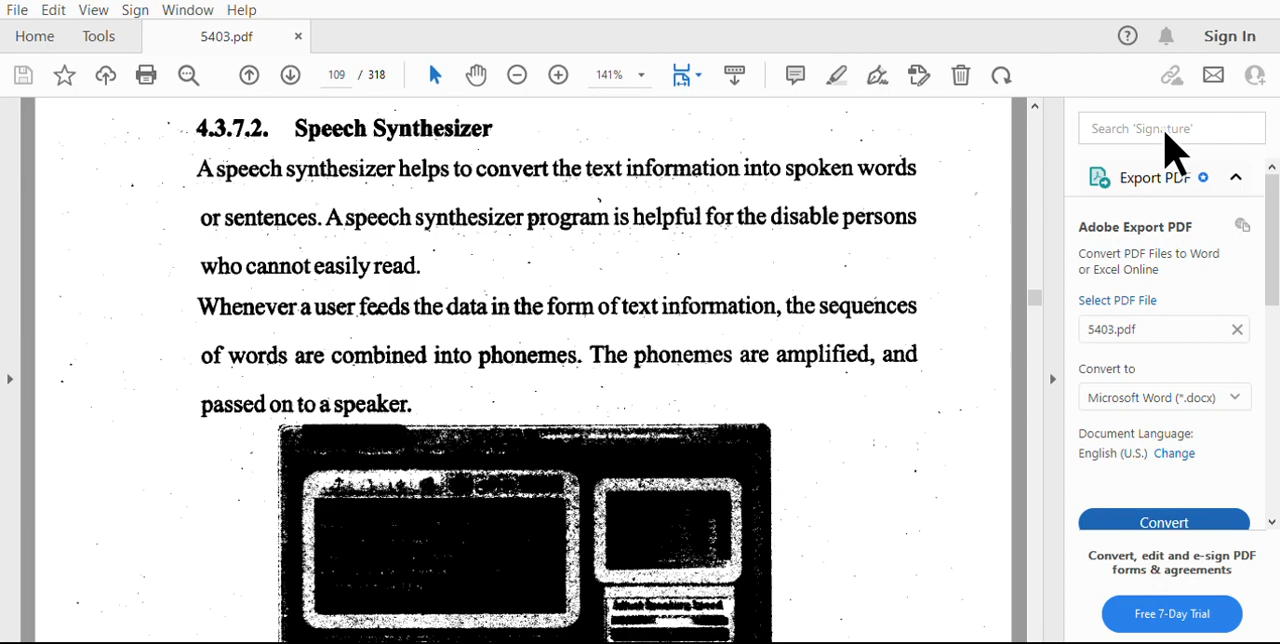 File Edit View Sign Window Help
Home Tools 5403.pdf × Sign In
109 / 318 141%
4.3.7.2. Speech Synthesizer
A speech synthesizer helps to convert the text information into spoken words
or sentences. A speech synthesizer program is helpful for the disable persons
who cannot easily read.
Whenever a user feeds the data in the form of text information, the sequences
of words are combined into phonemes. The phonemes are amplified, and
passed on to a speaker.
Adjust Speaking Speed
Search 'Signature'
Export PDF
Adobe Export PDF
Convert PDF Files to Word
or Excel Online
Select PDF File
5403.pdf
Convert to
Microsoft Word (*.docx)
Document Language:
English (U.S.) Change
Convert
Convert, edit and e-sign PDF
forms & agreements
Free 7-Day Trial